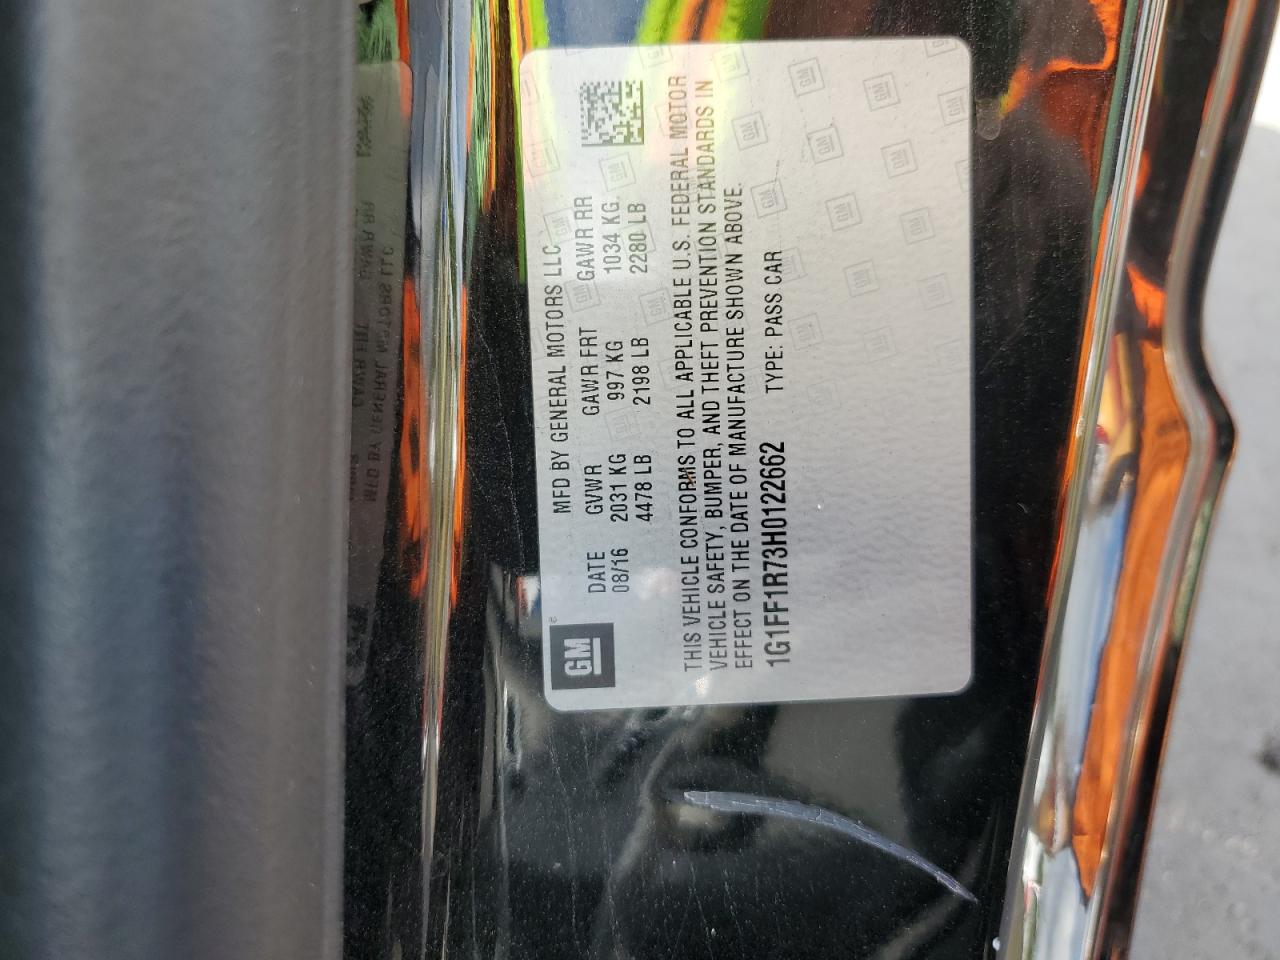 MFD BY GENERAL MOTORS LLC
DATE GVWR GAWR FRT GAWR RR
08/16 2031 KG 997 KG 1034 KG
4478 LB 2198 LB 2280 LB
GM
THIS VEHICLE CONFORMS TO ALL APPLICABLE U.S. FEDERAL MOTOR
VEHICLE SAFETY, BUMPER, AND THEFT PREVENTION STANDARDS IN
EFFECT ON THE DATE OF MANUFACTURE SHOWN ABOVE.
1G1FF1R73H0122662 TYPE: PASS CAR